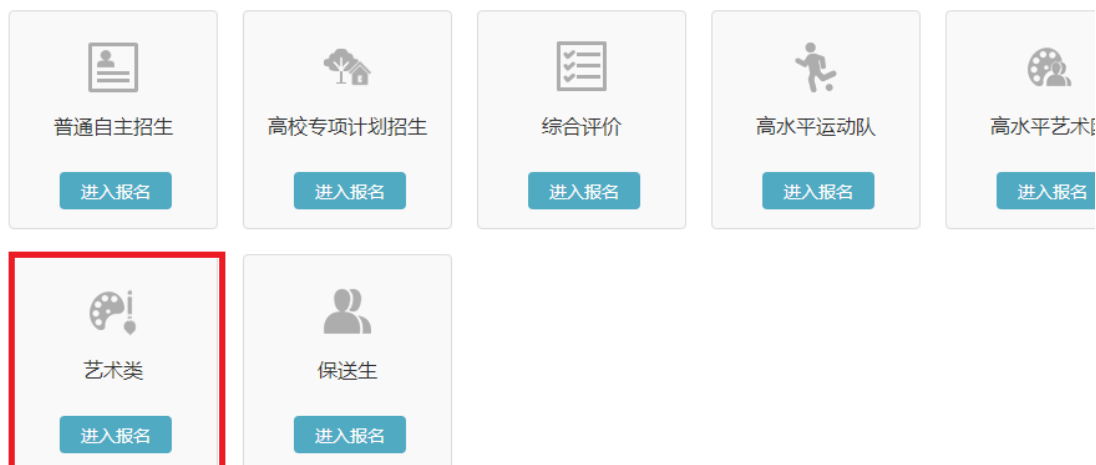 普通自主招生
高校专项计划招生
综合评价
高水平运动队
高水平艺术团
进入报名
进入报名
进入报名
进入报名
进入报名
艺术类
保送生
进入报名
进入报名